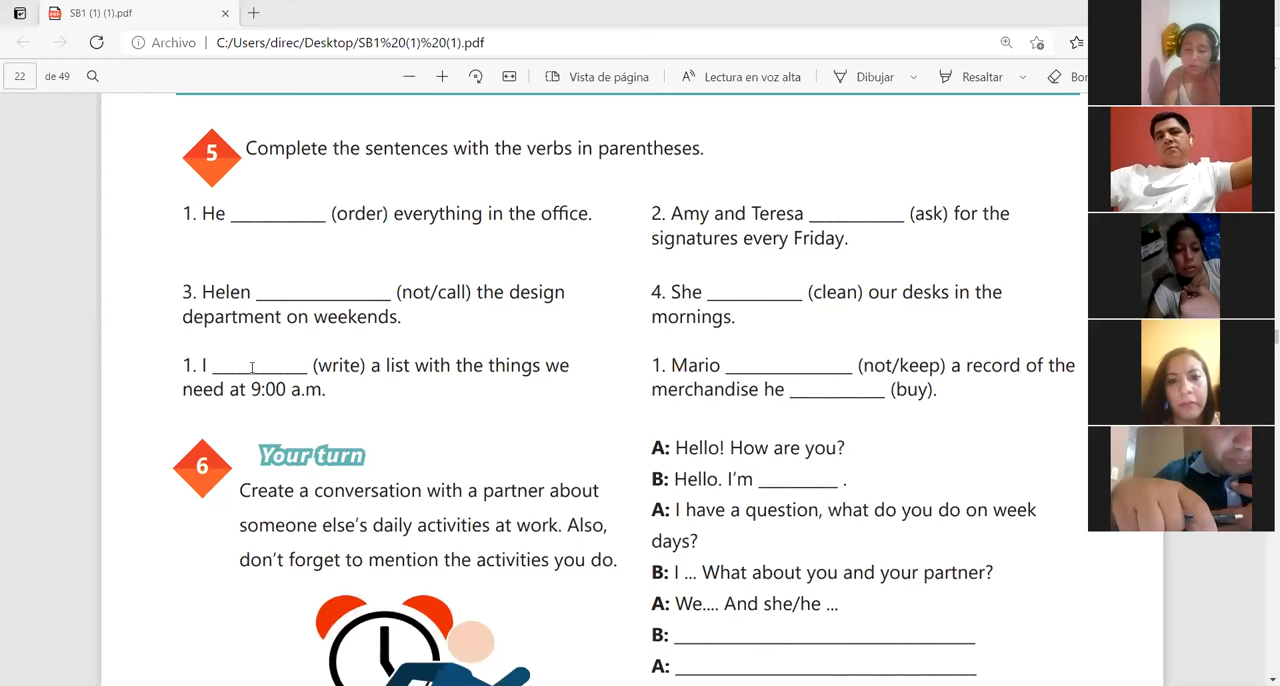 SB1 (1) (1).pdf
Archivo
C:/Users/direc/Desktop/SB1%20(1)%20(1).pdf
22 de 49
Vista de página
Lectura en voz alta
Dibujar
Resaltar
5 Complete the sentences with the verbs in parentheses.
1. He __________ (order) everything in the office.
2. Amy and Teresa __________ (ask) for the
signatures every Friday.
3. Helen ______________ (not/call) the design
department on weekends.
4. She __________ (clean) our desks in the
mornings.
1. I __________ (write) a list with the things we
need at 9:00 a.m.
1. Mario _____________ (not/keep) a record of the
merchandise he __________ (buy).
6 Your turn
Create a conversation with a partner about
someone else's daily activities at work. Also,
don't forget to mention the activities you do.
A: Hello! How are you?
B: Hello. I'm ________ .
A: I have a question, what do you do on week
days?
B: I ... What about you and your partner?
A: We.... And she/he ...
B: ______________________________
A: ______________________________
AIR